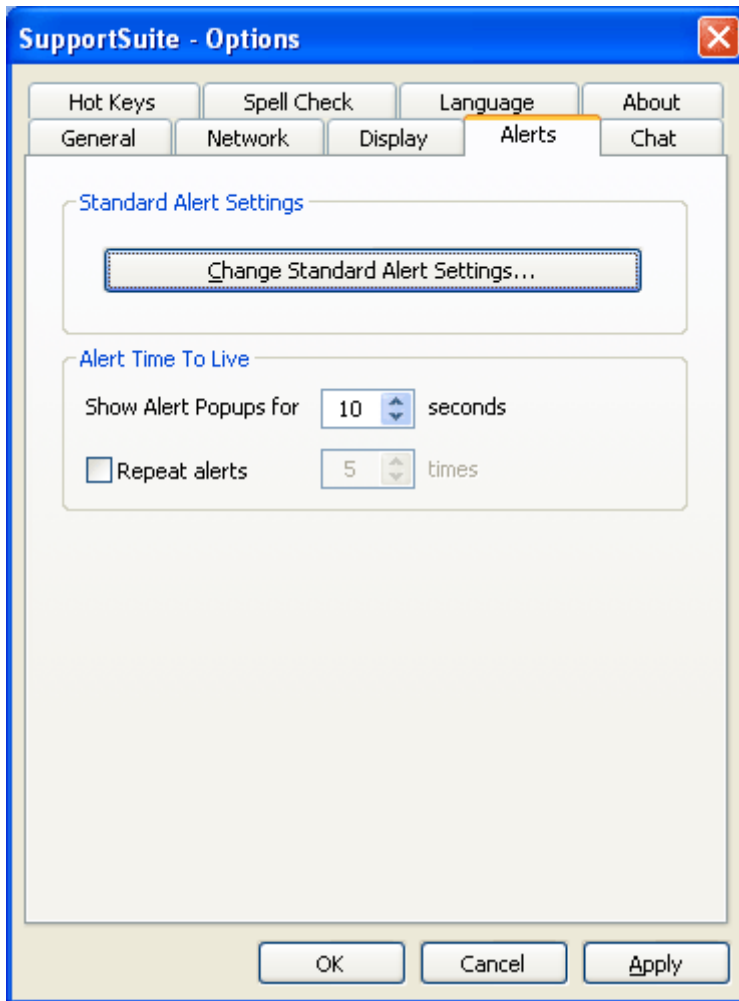 SupportSuite - Options
Hot Keys Spell Check Language About
General Network Display Alerts Chat
Standard Alert Settings
Change Standard Alert Settings...
Alert Time To Live
Show Alert Popups for 10 seconds
Repeat alerts 5 times
OK Cancel Apply